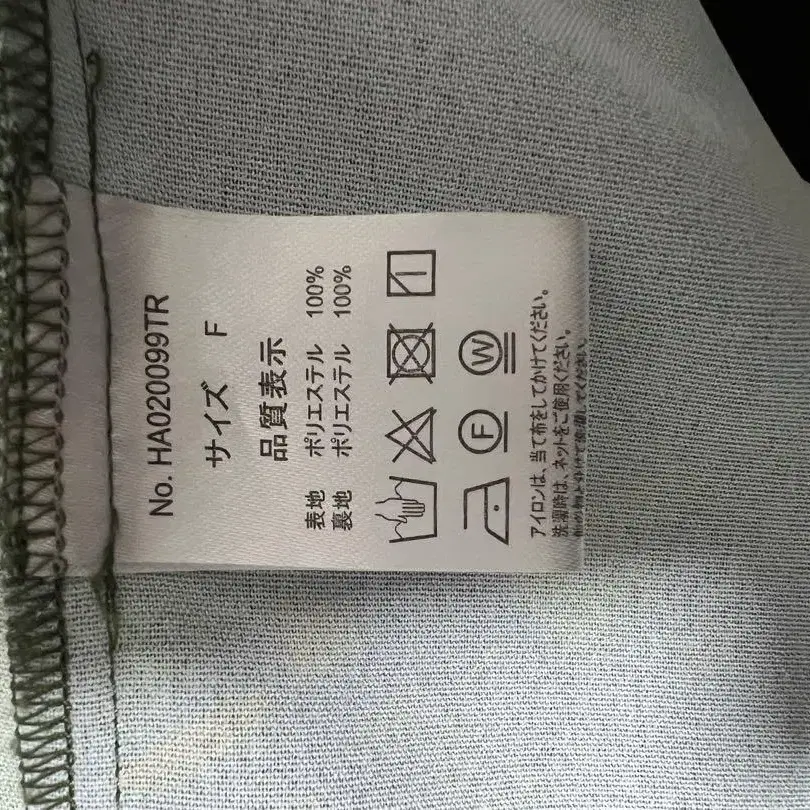 No. HA020099TR
サイズ F
品質表示
表地 ポリエステル 100%
裏地 ポリエステル 100%
F W
アイロンは、当て布をしてかけてください。
洗濯時は、ネットをご使用ください。